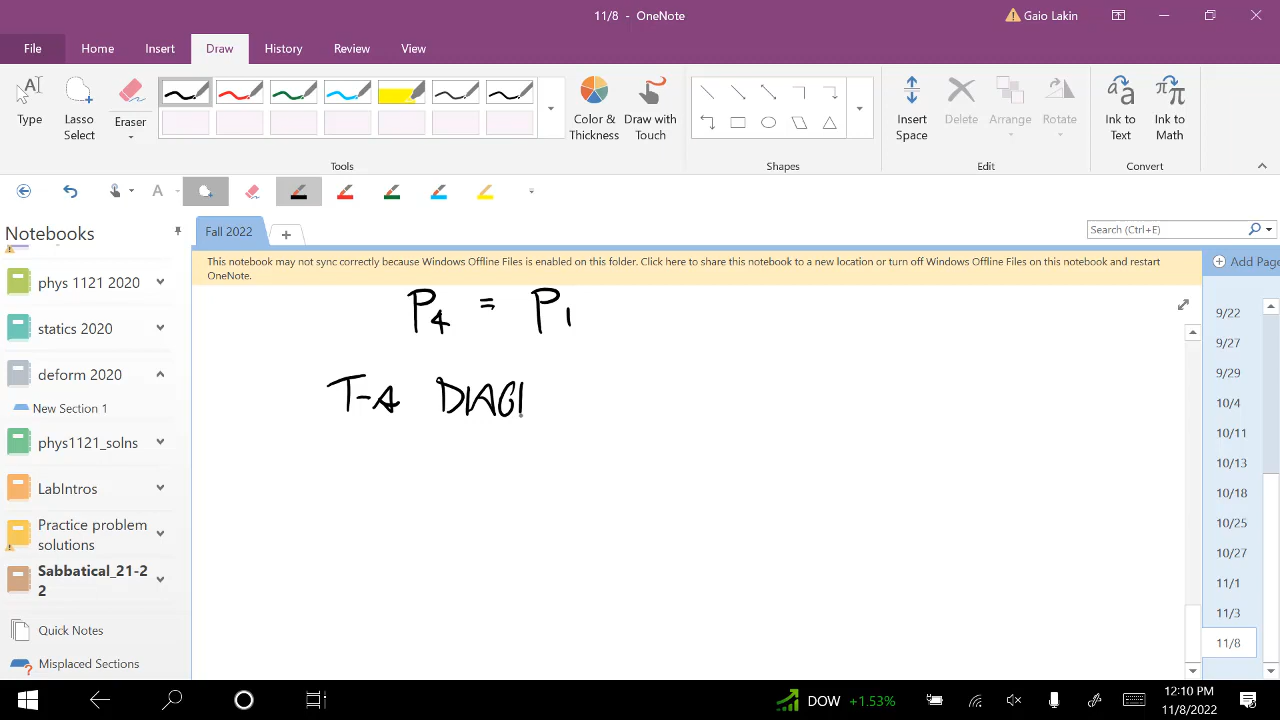 11/8 - OneNote
Gaio Lakin
File Home Insert Draw History Review View
Type
Lasso Select
Eraser
Color & Thickness
Draw with Touch
Insert Space
Delete
Arrange
Rotate
Ink to Text
Ink to Math
Tools
Shapes
Edit
Convert
Notebooks
Fall 2022
Search (Ctrl+E)
This notebook may not sync correctly because Windows Offline Files is enabled on this folder. Click here to share this notebook to a new location or turn off Windows Offline Files on this notebook and restart
OneNote.
Add Page
phys 1121 2020
statics 2020
deform 2020
New Section 1
phys1121_solns
LabIntros
Practice problem
solutions
Sabbatical_21-2
2
Quick Notes
Misplaced Sections
P4 = P1
T-A DIAG
9/22
9/27
9/29
10/4
10/11
10/13
10/18
10/25
10/27
11/1
11/3
11/8
DOW +1.53%
12:10 PM
11/8/2022